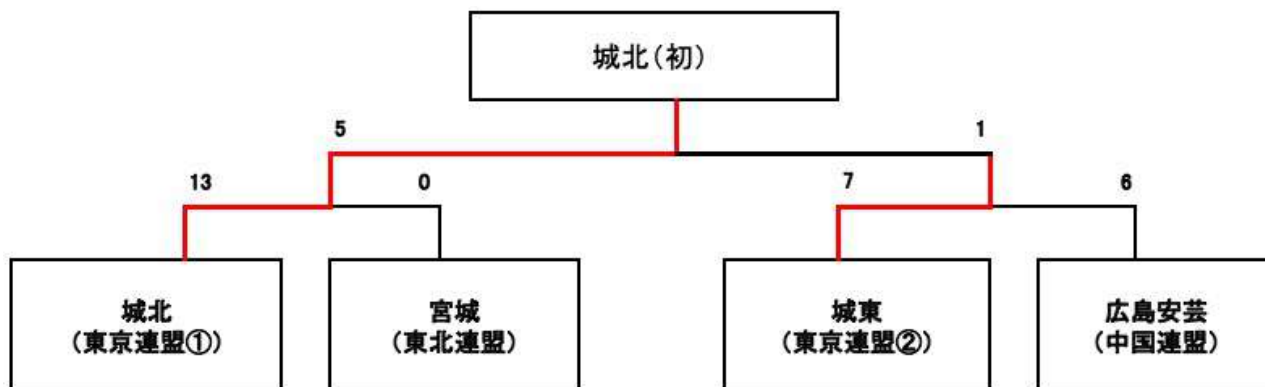 城北（初）
5
1
13
0
7
6
城北
（東京連盟①）
宮城
（東北連盟）
城東
（東京連盟②）
広島安芸
（中国連盟）